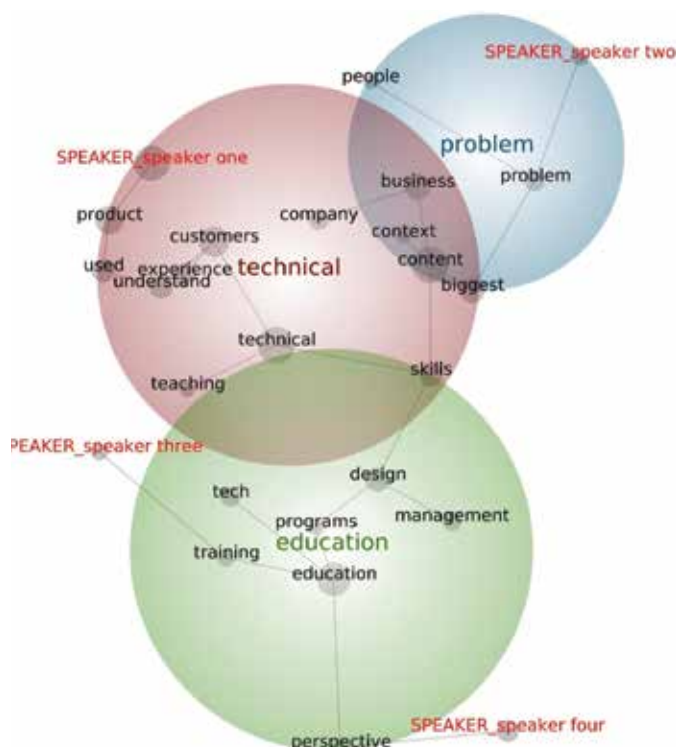 SPEAKER_speaker two
people
problem
SPEAKER_speaker one
problem
business
product
company
customers
context
content
used
experience
technical
understand
biggest
technical
skills
teaching
PEAKER_speaker three
design
tech
programs
management
education
training
education
SPEAKER_speaker four
perspective